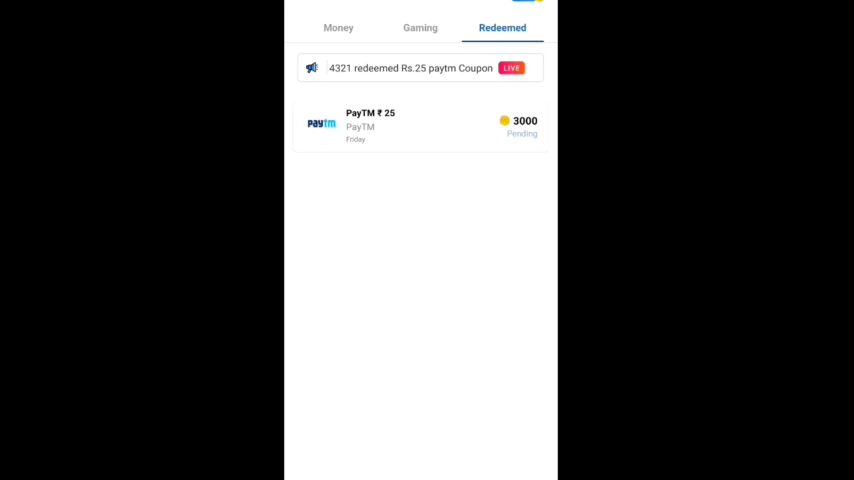 Money Gaming Redeemed
4321 redeemed Rs.25 paytm Coupon LIVE
paytm
PayTM ₹ 25
PayTM
Friday
3000
Pending